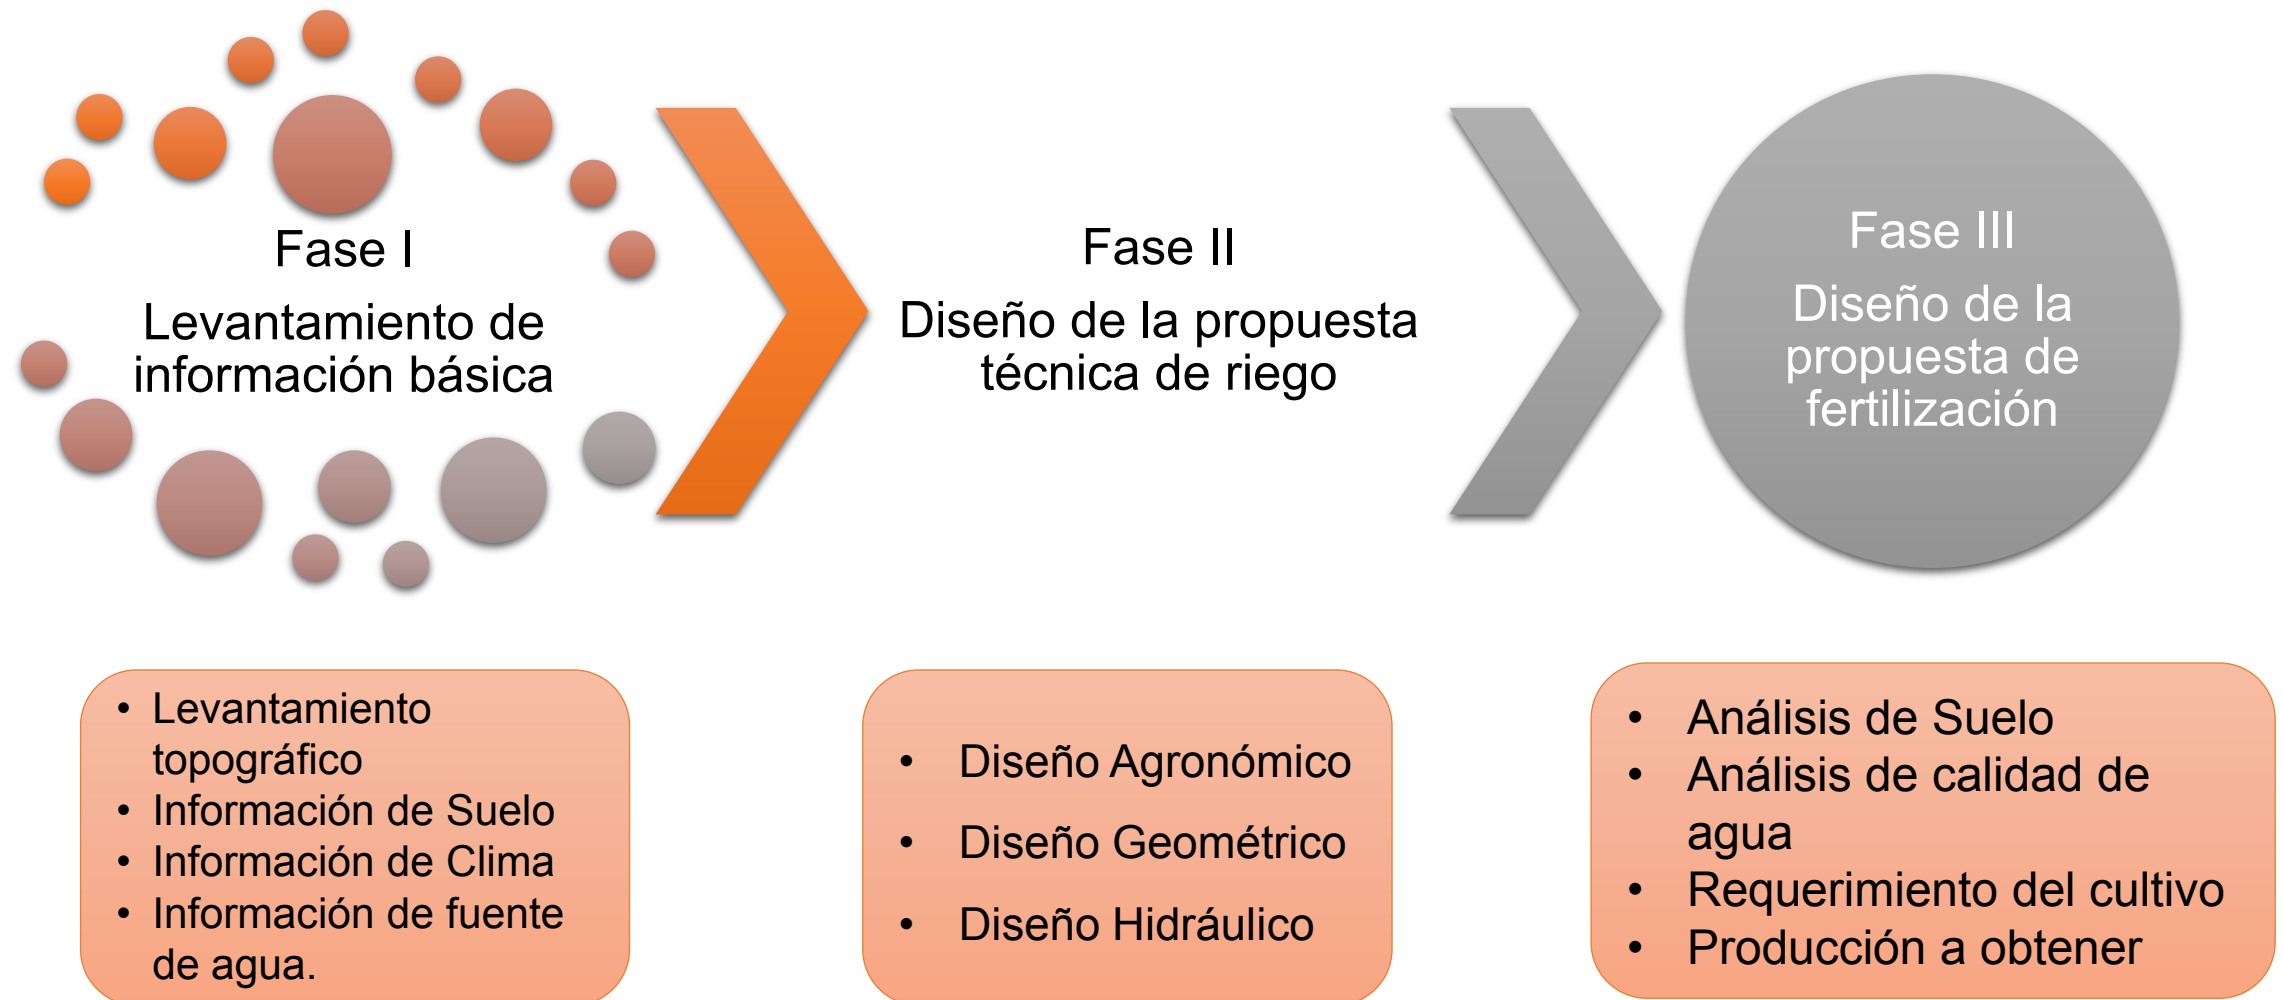 Fase I
Levantamiento de
información básica
Fase II
Diseño de la propuesta
técnica de riego
Fase III
Diseño de la
propuesta de
fertilización
• Levantamiento
topográfico
• Información de Suelo
• Información de Clima
• Información de fuente
de agua.
• Diseño Agronómico
• Diseño Geométrico
• Diseño Hidráulico
• Análisis de Suelo
• Análisis de calidad de
agua
• Requerimiento del cultivo
• Producción a obtener